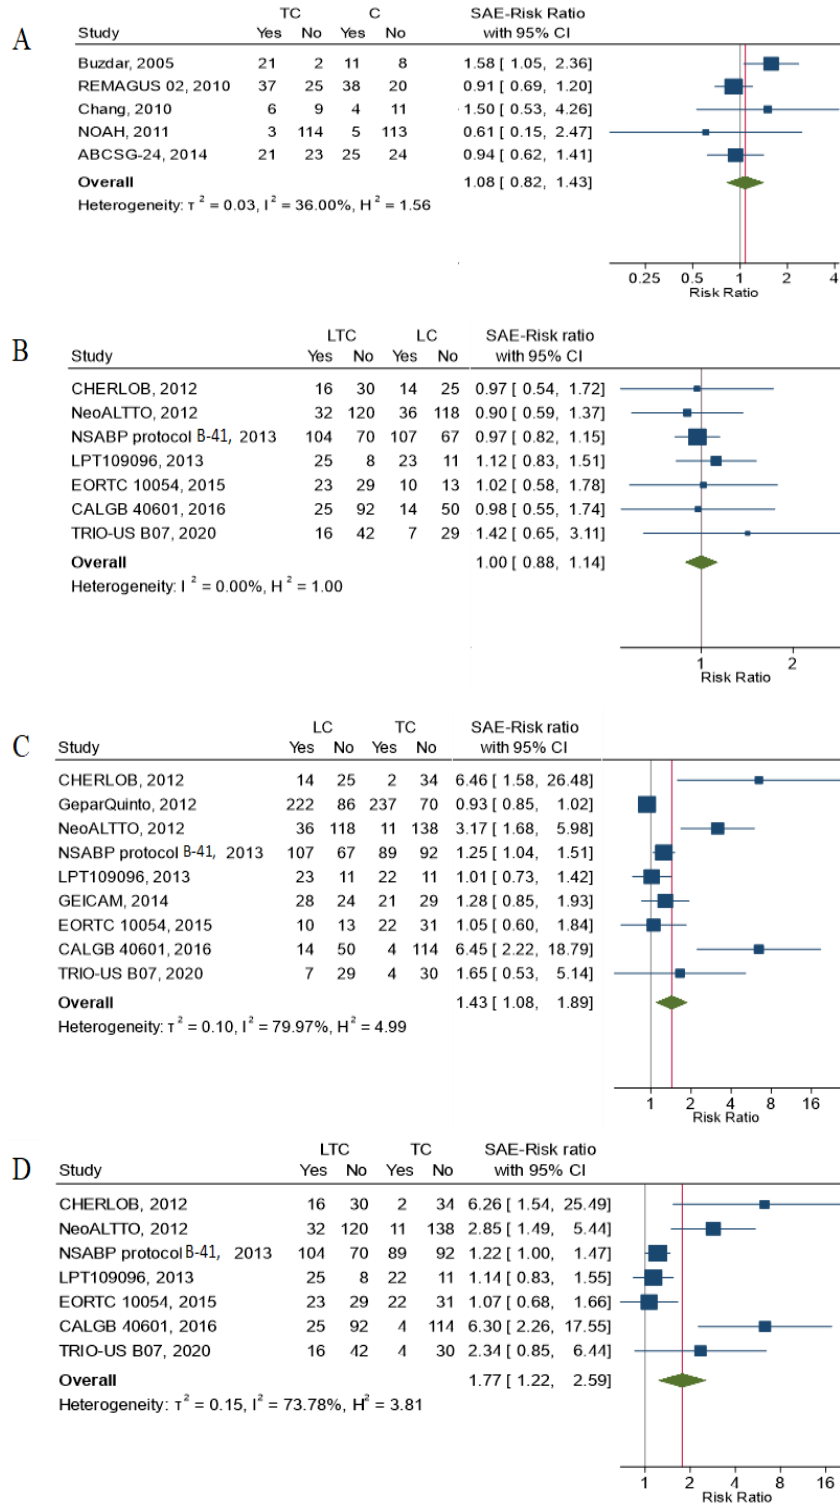 A
TC C SAE-Risk Ratio
Study Yes No Yes No with 95% CI
Buzdar, 2005 21 2 11 8 1.58 [ 1.05, 2.36]
REMAGUS 02, 2010 37 25 38 20 0.91 [ 0.69, 1.20]
Chang, 2010 6 9 4 11 1.50 [ 0.53, 4.26]
NOAH, 2011 3 114 5 113 0.61 [ 0.15, 2.47]
ABCSG-24, 2014 21 23 25 24 0.94 [ 0.62, 1.41]
Overall 1.08 [ 0.82, 1.43]
Heterogeneity: τ² = 0.03, I² = 36.00%, H² = 1.56
0.25 0.5 1 2 4
Risk Ratio
B
LTC LC SAE-Risk ratio
Study Yes No Yes No with 95% CI
CHERLOB, 2012 16 30 14 25 0.97 [ 0.54, 1.72]
NeoALTTO, 2012 32 120 36 118 0.90 [ 0.59, 1.37]
NSABP protocol B-41, 2013 104 70 107 67 0.97 [ 0.82, 1.15]
LPT109096, 2013 25 8 23 11 1.12 [ 0.83, 1.51]
EORTC 10054, 2015 23 29 10 13 1.02 [ 0.58, 1.78]
CALGB 40601, 2016 25 92 14 50 0.98 [ 0.55, 1.74]
TRIO-US B07, 2020 16 42 7 29 1.42 [ 0.65, 3.11]
Overall 1.00 [ 0.88, 1.14]
Heterogeneity: I² = 0.00%, H² = 1.00
1 2
Risk Ratio
C
LC TC SAE-Risk ratio
Study Yes No Yes No with 95% CI
CHERLOB, 2012 14 25 2 34 6.46 [ 1.58, 26.48]
GeparQuinto, 2012 222 86 237 70 0.93 [ 0.85, 1.02]
NeoALTTO, 2012 36 118 11 138 3.17 [ 1.68, 5.98]
NSABP protocol B-41, 2013 107 67 89 92 1.25 [ 1.04, 1.51]
LPT109096, 2013 23 11 22 11 1.01 [ 0.73, 1.42]
GEICAM, 2014 28 24 21 29 1.28 [ 0.85, 1.93]
EORTC 10054, 2015 10 13 22 31 1.05 [ 0.60, 1.84]
CALGB 40601, 2016 14 50 4 114 6.45 [ 2.22, 18.79]
TRIO-US B07, 2020 7 29 4 30 1.65 [ 0.53, 5.14]
Overall 1.43 [ 1.08, 1.89]
Heterogeneity: τ² = 0.10, I² = 79.97%, H² = 4.99
1 2 4 8 16
Risk Ratio
D
LTC TC SAE-Risk ratio
Study Yes No Yes No with 95% CI
CHERLOB, 2012 16 30 2 34 6.26 [ 1.54, 25.49]
NeoALTTO, 2012 32 120 11 138 2.85 [ 1.49, 5.44]
NSABP protocol B-41, 2013 104 70 89 92 1.22 [ 1.00, 1.47]
LPT109096, 2013 25 8 22 11 1.14 [ 0.83, 1.55]
EORTC 10054, 2015 23 29 22 31 1.07 [ 0.68, 1.66]
CALGB 40601, 2016 25 92 4 114 6.30 [ 2.26, 17.55]
TRIO-US B07, 2020 16 42 4 30 2.34 [ 0.85, 6.44]
Overall 1.77 [ 1.22, 2.59]
Heterogeneity: τ² = 0.15, I² = 73.78%, H² = 3.81
1 2 4 8 16
Risk Ratio